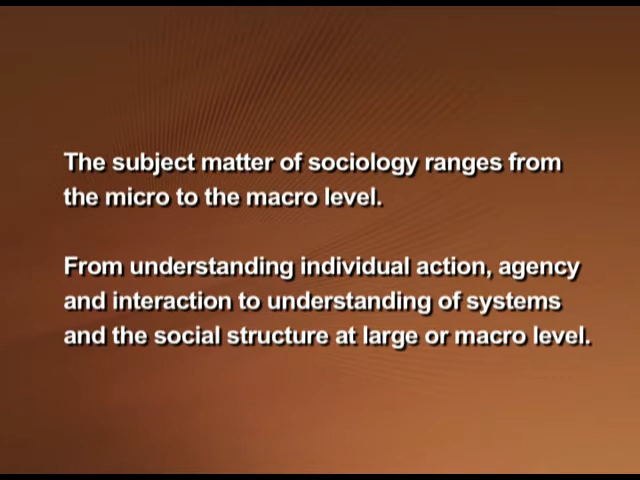 The subject matter of sociology ranges from
the micro to the macro level.
From understanding individual action, agency
and interaction to understanding of systems
and the social structure at large or macro level.